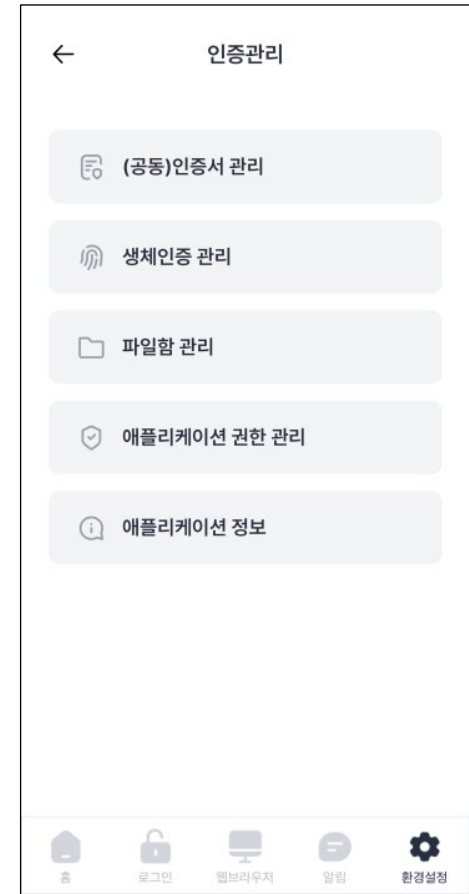 인증관리
(공동)인증서 관리
생체인증 관리
파일함 관리
애플리케이션 권한 관리
애플리케이션 정보
홈 로그인 웹브라우저 알림 환경설정